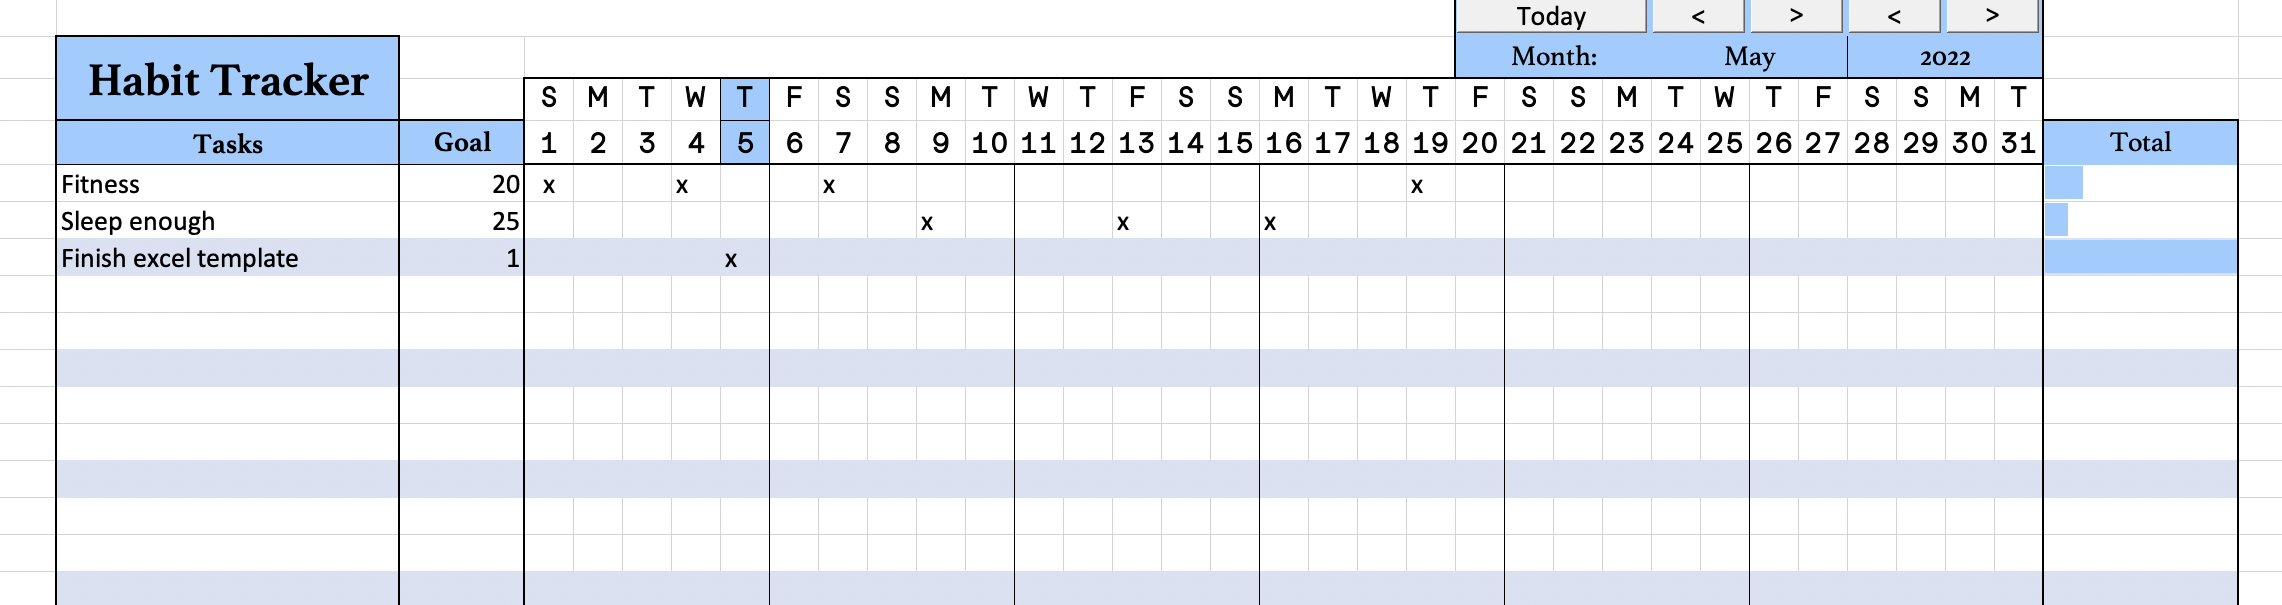 Today < > < >
Month: May 2022
Habit Tracker
S M T W T F S S M T W T F S S M T W T F S S M T W T F S S M T
Tasks Goal 1 2 3 4 5 6 7 8 9 10 11 12 13 14 15 16 17 18 19 20 21 22 23 24 25 26 27 28 29 30 31 Total
Fitness 20 x x x x
Sleep enough 25 x x x
Finish excel template 1 x